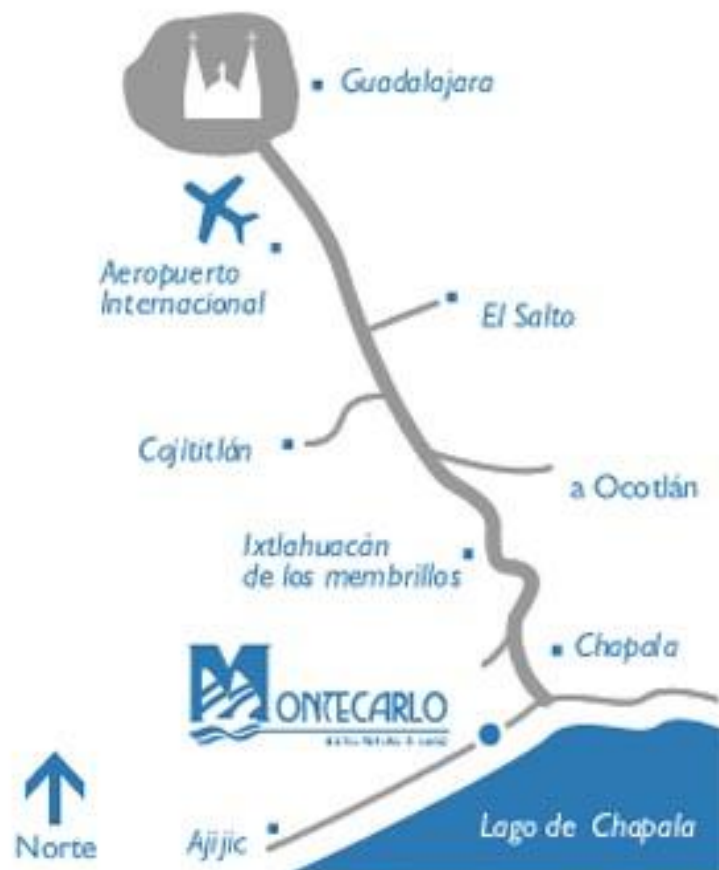 Guadalajara
Aeropuerto
Internacional
El Salto
Cajititlán
a Ocotlán
Ixtlahuacán
de los membrillos
Chapala
MONTECARLO
Lago de Chapala
Ajijic
Norte